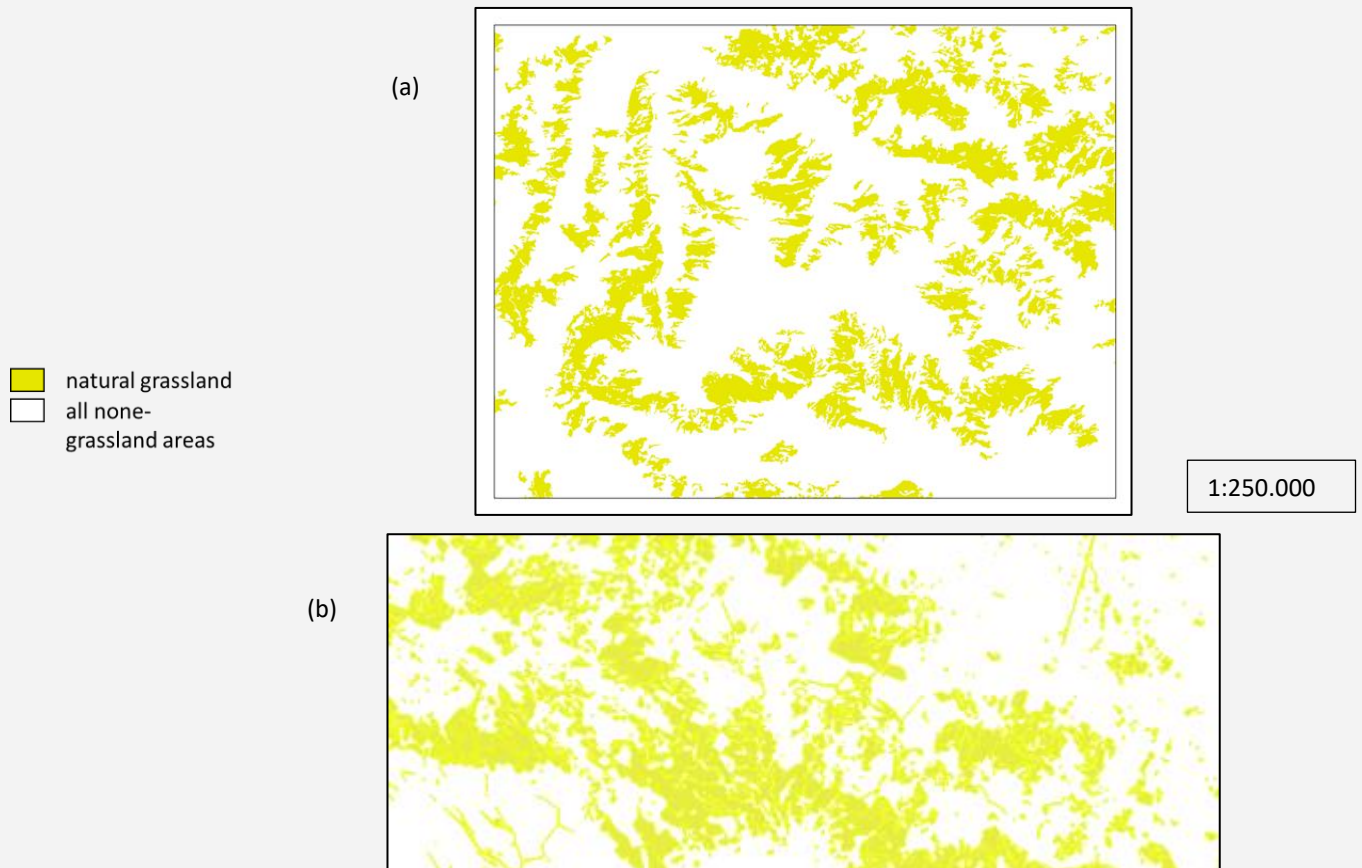 (a)
natural grassland
all none-
grassland areas
1:250.000
(b)